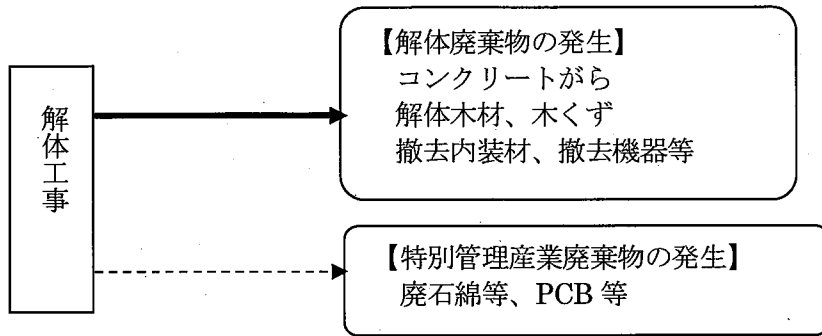 解体工事
【解体廃棄物の発生】
コンクリートがら
解体木材、木くず
撤去内装材、撤去機器等
【特別管理産業廃棄物の発生】
廃石綿等、PCB 等